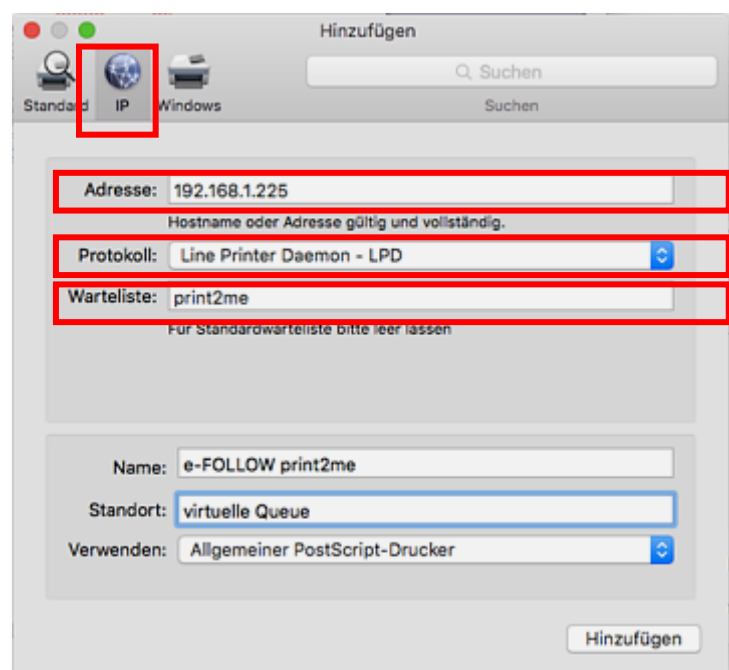 Hinzufügen
Suchen
Standard IP Windows Suchen
Adresse: 192.168.1.225
Hostname oder Adresse gültig und vollständig.
Protokoll: Line Printer Daemon - LPD
Warteliste: print2me
Für Standardwarteliste bitte leer lassen
Name: e-FOLLOW print2me
Standort: virtuelle Queue
Verwenden: Allgemeiner PostScript-Drucker
Hinzufügen